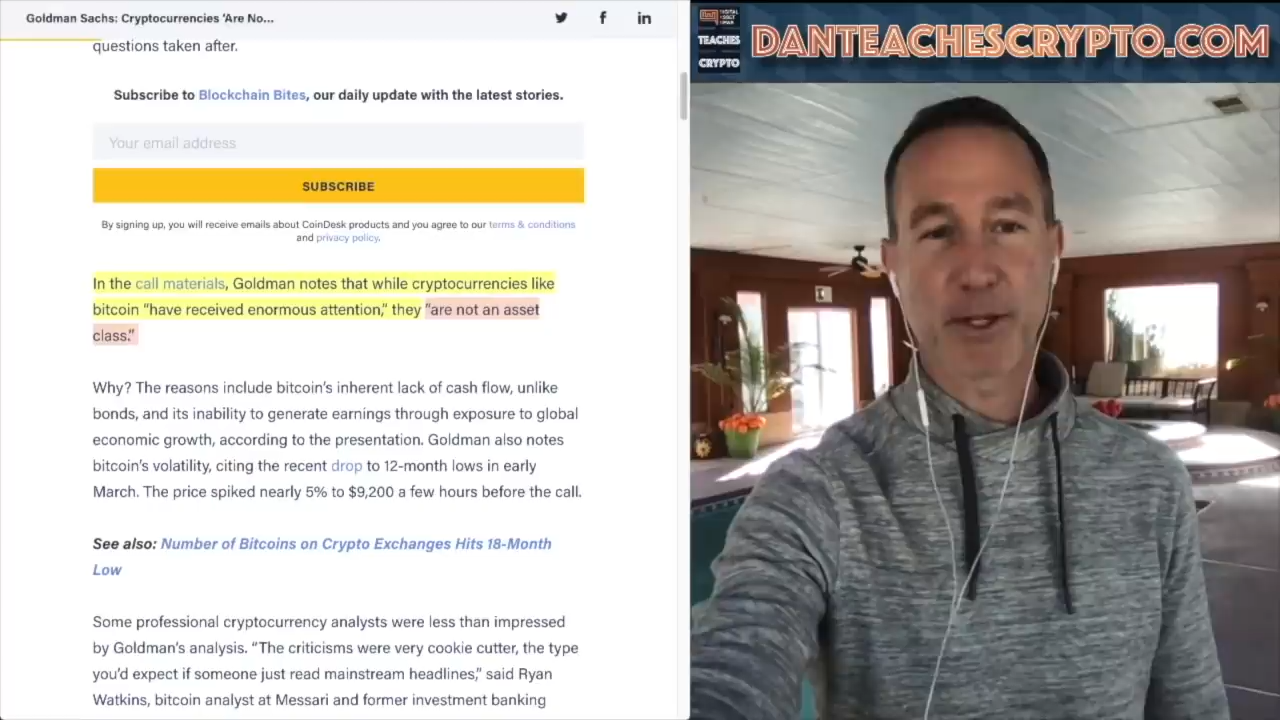 Goldman Sachs: Cryptocurrencies ‘Are No...
questions taken after.
Subscribe to Blockchain Bites, our daily update with the latest stories.
Your email address
SUBSCRIBE
By signing up, you will receive emails about CoinDesk products and you agree to our terms & conditions
and privacy policy.
In the call materials, Goldman notes that while cryptocurrencies like
bitcoin “have received enormous attention,” they “are not an asset
class.”
Why? The reasons include bitcoin’s inherent lack of cash flow, unlike
bonds, and its inability to generate earnings through exposure to global
economic growth, according to the presentation. Goldman also notes
bitcoin’s volatility, citing the recent drop to 12-month lows in early
March. The price spiked nearly 5% to $9,200 a few hours before the call.
See also: Number of Bitcoins on Crypto Exchanges Hits 18-Month
Low
Some professional cryptocurrency analysts were less than impressed
by Goldman’s analysis. “The criticisms were very cookie cutter, the type
you’d expect if someone just read mainstream headlines,” said Ryan
Watkins, bitcoin analyst at Messari and former investment banking
DIGITAL
ASSET
TEACHES
CRYPTO
DANTEACHESCRYPTO.COM